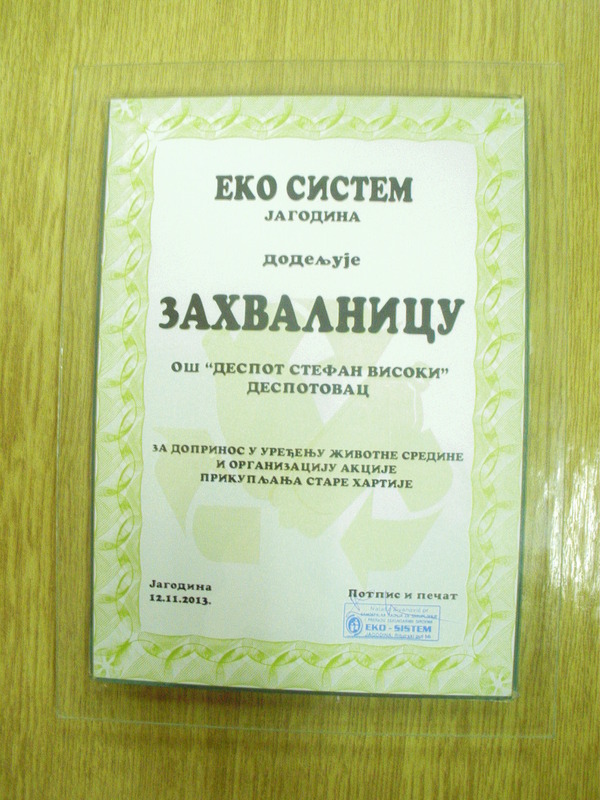 ЕКО СИСТЕМ
ЈАГОДИНА
додељује
ЗАХВАЛНИЦУ
ОШ “ДЕСПОТ СТЕФАН ВИСОКИ”
ДЕСПОТОВАЦ
ЗА ДОПРИНОС У УРЕЂЕЊУ ЖИВОТНЕ СРЕДИНЕ
И ОРГАНИЗАЦИЈУ АКЦИЈЕ
ПРИКУПЉАЊА СТАРЕ ХАРТИЈЕ
Јагодина
12.11.2013.
Потпис и печат
EKO - SISTEM
JAGODINA